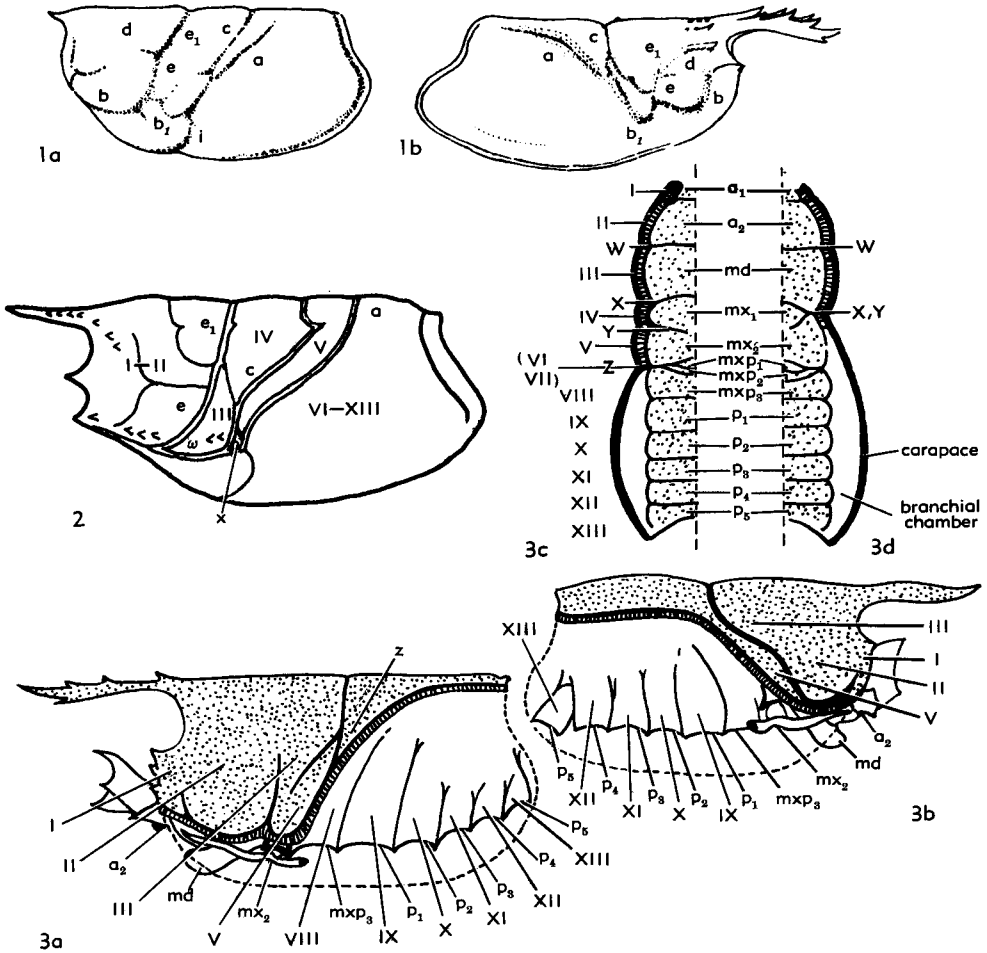 d
e₁
c
a
e
b
b₁
i
1a
a
c
e₁
d
e
b
b₁
1b
e₁
IV
V
a
I–II
c
e
III
VI–XIII
ω
x
2
I
a₁
II
a₂
W
W
III
md
X
IV
mx₁
X,Y
Y
V
mx₂
(VI
VII)
Z
mxp₁
mxp₂
VIII
mxp₃
IX
p₁
X
p₂
carapace
XI
p₃
XII
p₄
branchial
chamber
XIII
p₅
3c
3d
z
I
II
a₂
md
III
mx₂
V
VIII
mxp₃
IX
p₁
X
p₂
XI
p₃
XII
p₄
XIII
p₅
3a
XIII
III
I
II
V
a₂
md
mx₂
mxp₃
p₁
IX
p₂
X
p₃
XI
p₄
XII
p₅
3b